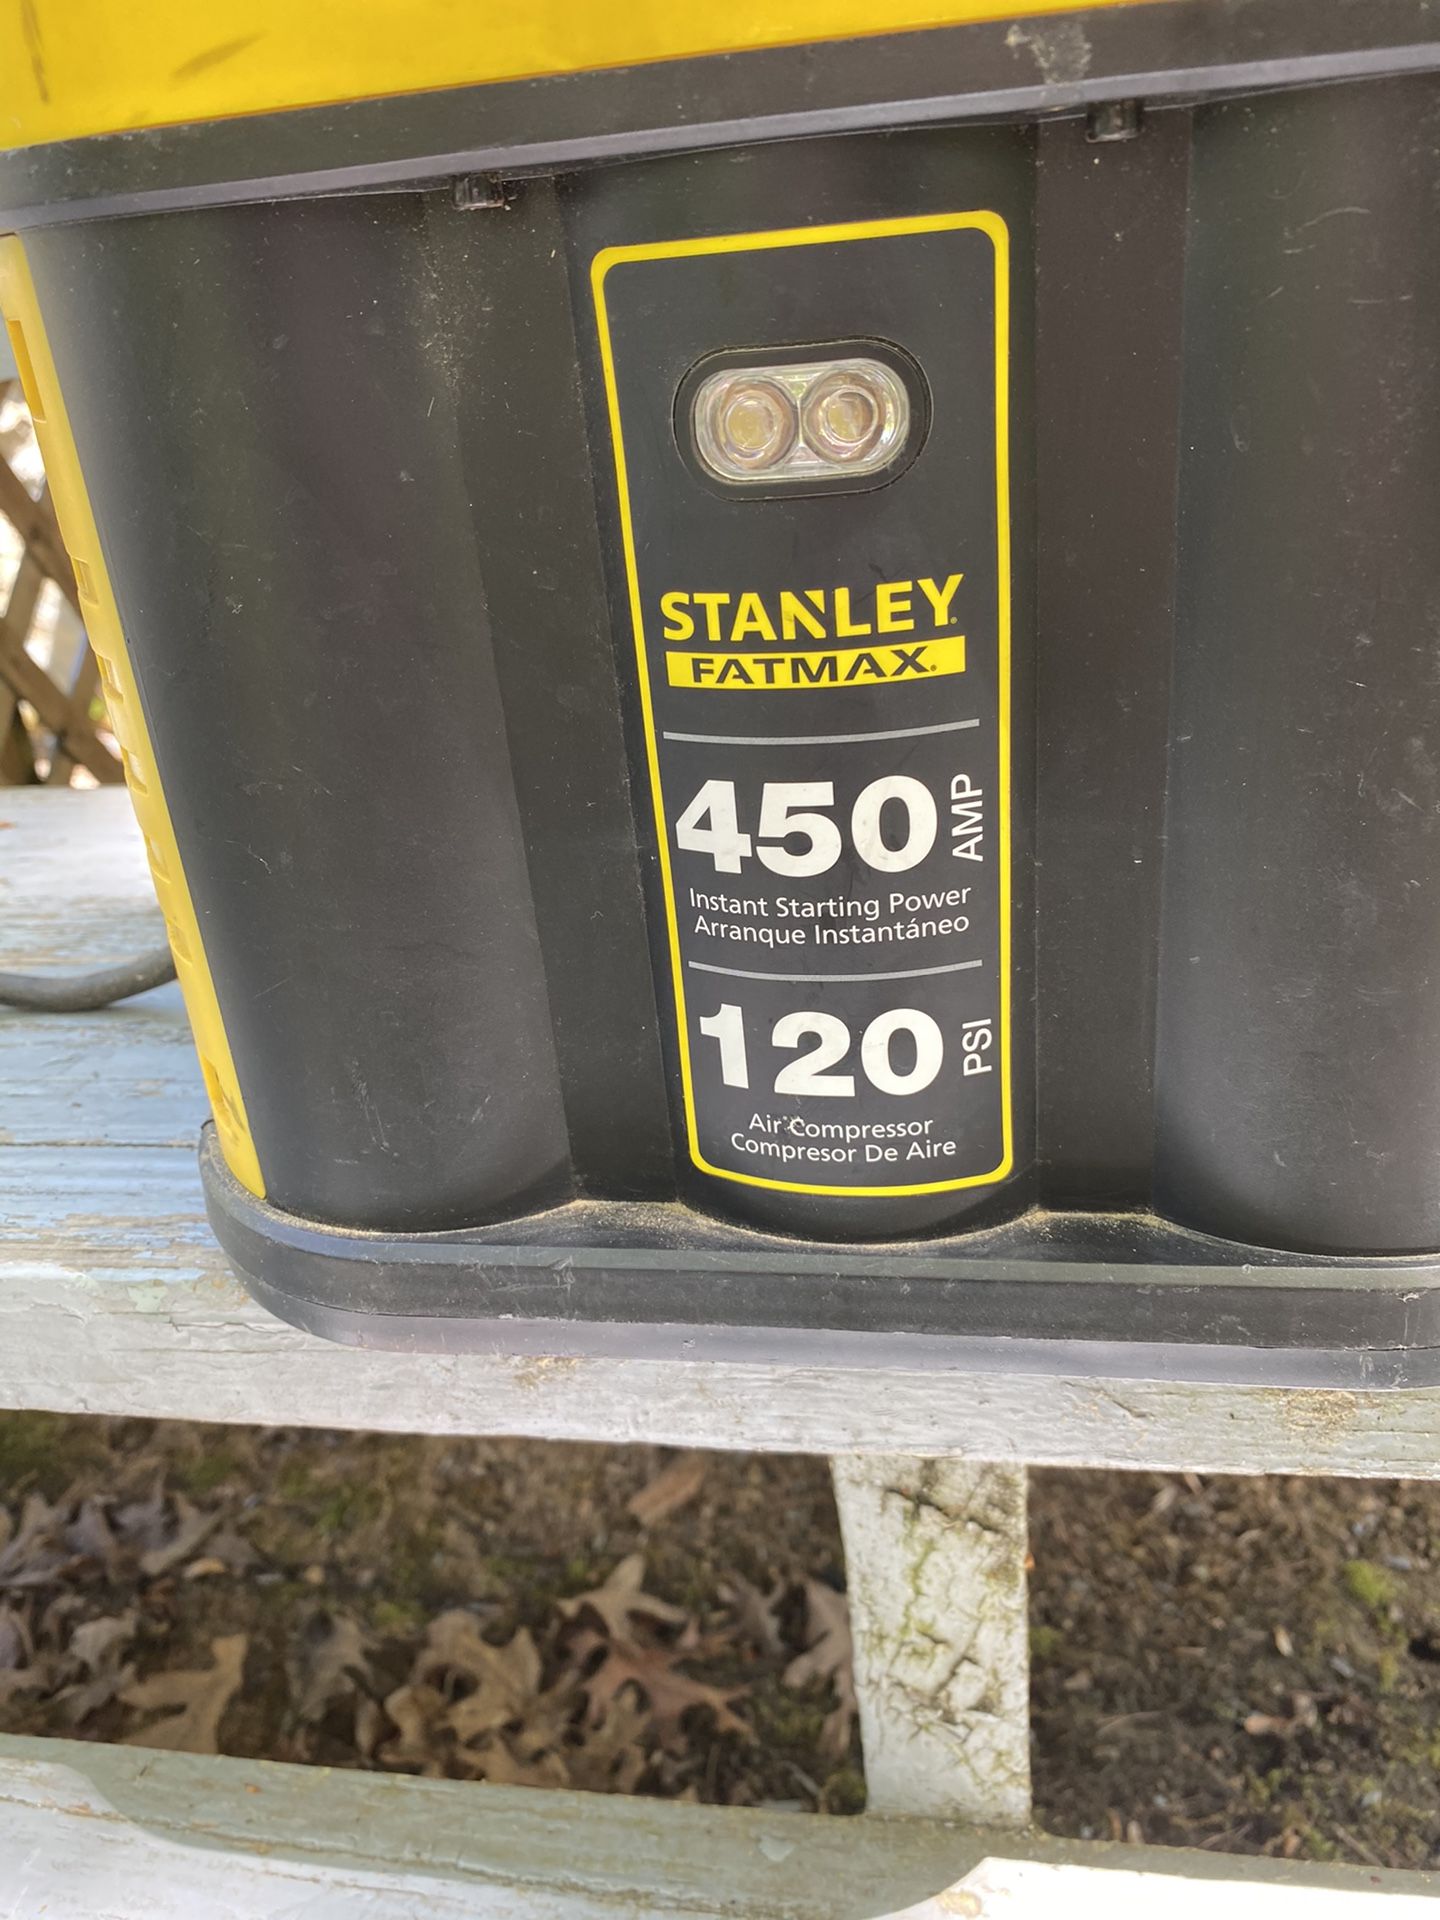 STANLEY
FATMAX
450 AMP
Instant Starting Power
Arranque Instantáneo
120 PSI
Air Compressor
Compresor De Aire